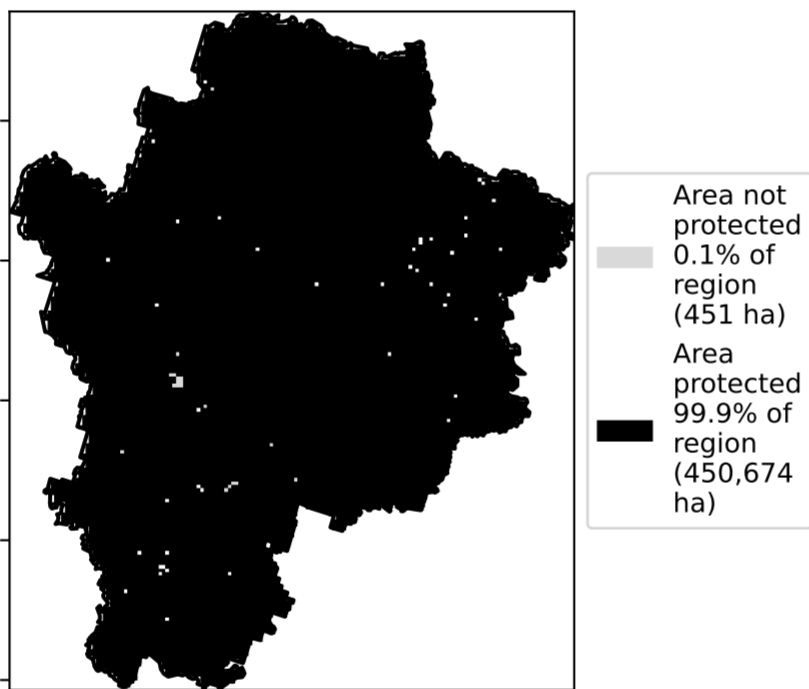 Area not
protected
0.1% of
region
(451 ha)
Area
protected
99.9% of
region
(450,674
ha)